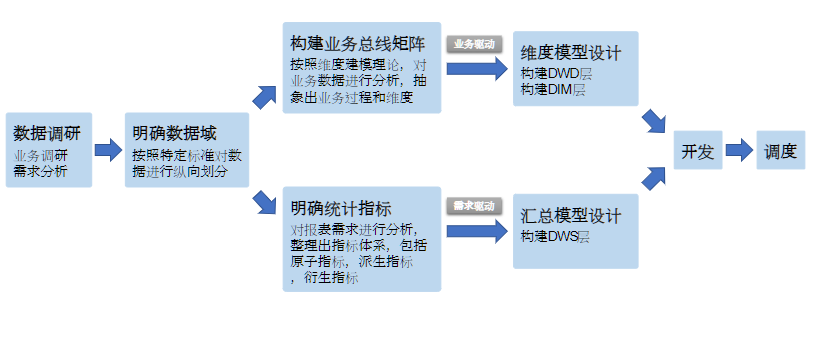 数据调研
业务调研
需求分析
明确数据域
按照特定标准对数
据进行纵向划分
构建业务总线矩阵
按照维度建模理论，对
业务数据进行分析，抽
象出业务过程和维度
业务驱动
维度模型设计
构建DWD层
构建DIM层
明确统计指标
对报表需求进行分析，
整理出指标体系，包括
原子指标，派生指标
，衍生指标
需求驱动
汇总模型设计
构建DWS层
开发
调度